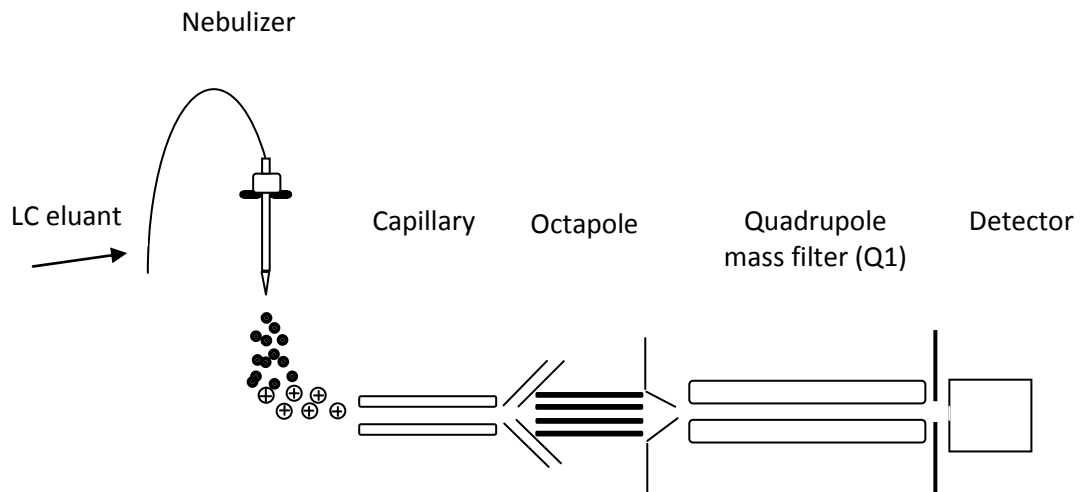 Nebulizer
LC eluant
Capillary
Octapole
Quadrupole
mass filter (Q1)
Detector